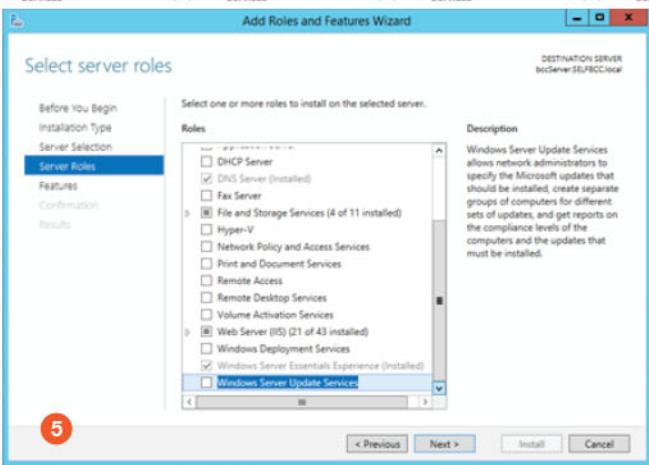 Add Roles and Features Wizard
Select server roles
DESTINATION SERVER
bccServer.SELFBCC.local
Before You Begin
Installation Type
Server Selection
Server Roles
Features
Confirmation
Results
Select one or more roles to install on the selected server.
Roles
DHCP Server
DNS Server (Installed)
Fax Server
File and Storage Services (4 of 11 installed)
Hyper-V
Network Policy and Access Services
Print and Document Services
Remote Access
Remote Desktop Services
Volume Activation Services
Web Server (IIS) (21 of 43 installed)
Windows Deployment Services
Windows Server Essentials Experience (Installed)
Windows Server Update Services
Description
Windows Server Update Services
allows network administrators to
specify the Microsoft updates that
should be installed, create separate
groups of computers for different
sets of updates, and get reports on
the compliance levels of the
computers and the updates that
must be installed.
5
< Previous
Next >
Install
Cancel